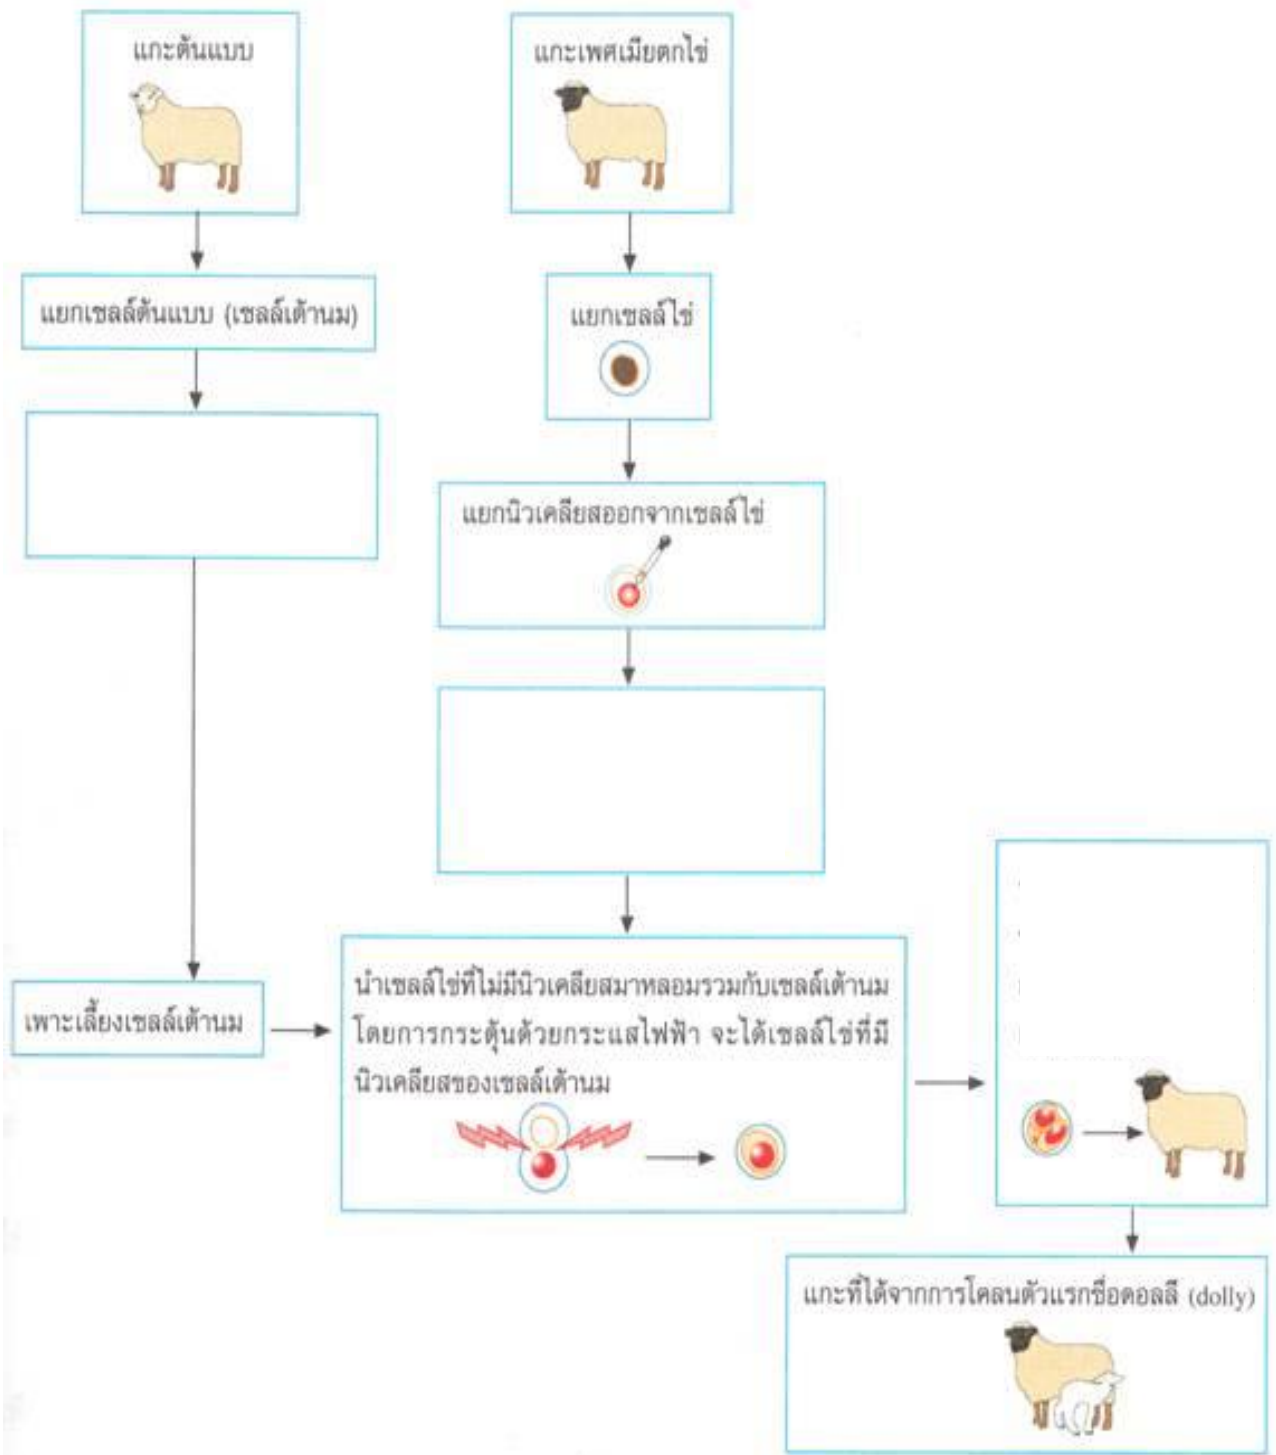 แกะต้นแบบ
แกะเพศเมียตกไข่
แยกเซลล์ต้นแบบ (เซลล์เต้านม)
แยกเซลล์ไข่
แยกนิวเคลียสออกจากเซลล์ไข่
เพาะเลี้ยงเซลล์เต้านม
นำเซลล์ไข่ที่ไม่มีนิวเคลียสมาหลอมรวมกับเซลล์เต้านม
โดยการกระตุ้นด้วยกระแสไฟฟ้า จะได้เซลล์ไข่ที่มี
นิวเคลียสของเซลล์เต้านม
แกะที่ได้จากการโคลนตัวแรกชื่อดอลลี (dolly)